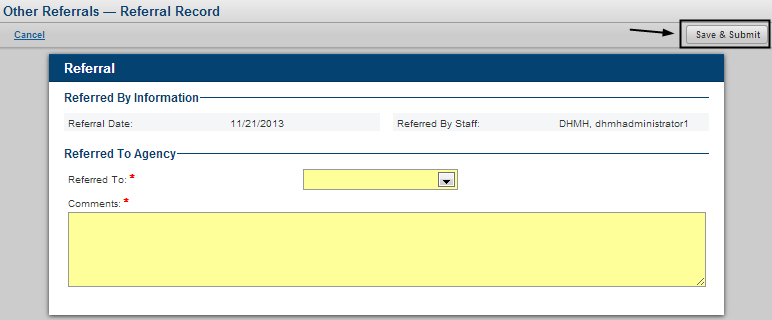 Other Referrals — Referral Record
Cancel
Save & Submit
Referral
Referred By Information
Referral Date: 11/21/2013 Referred By Staff: DHMH, dhmhadministrator1
Referred To Agency
Referred To: *
Comments: *